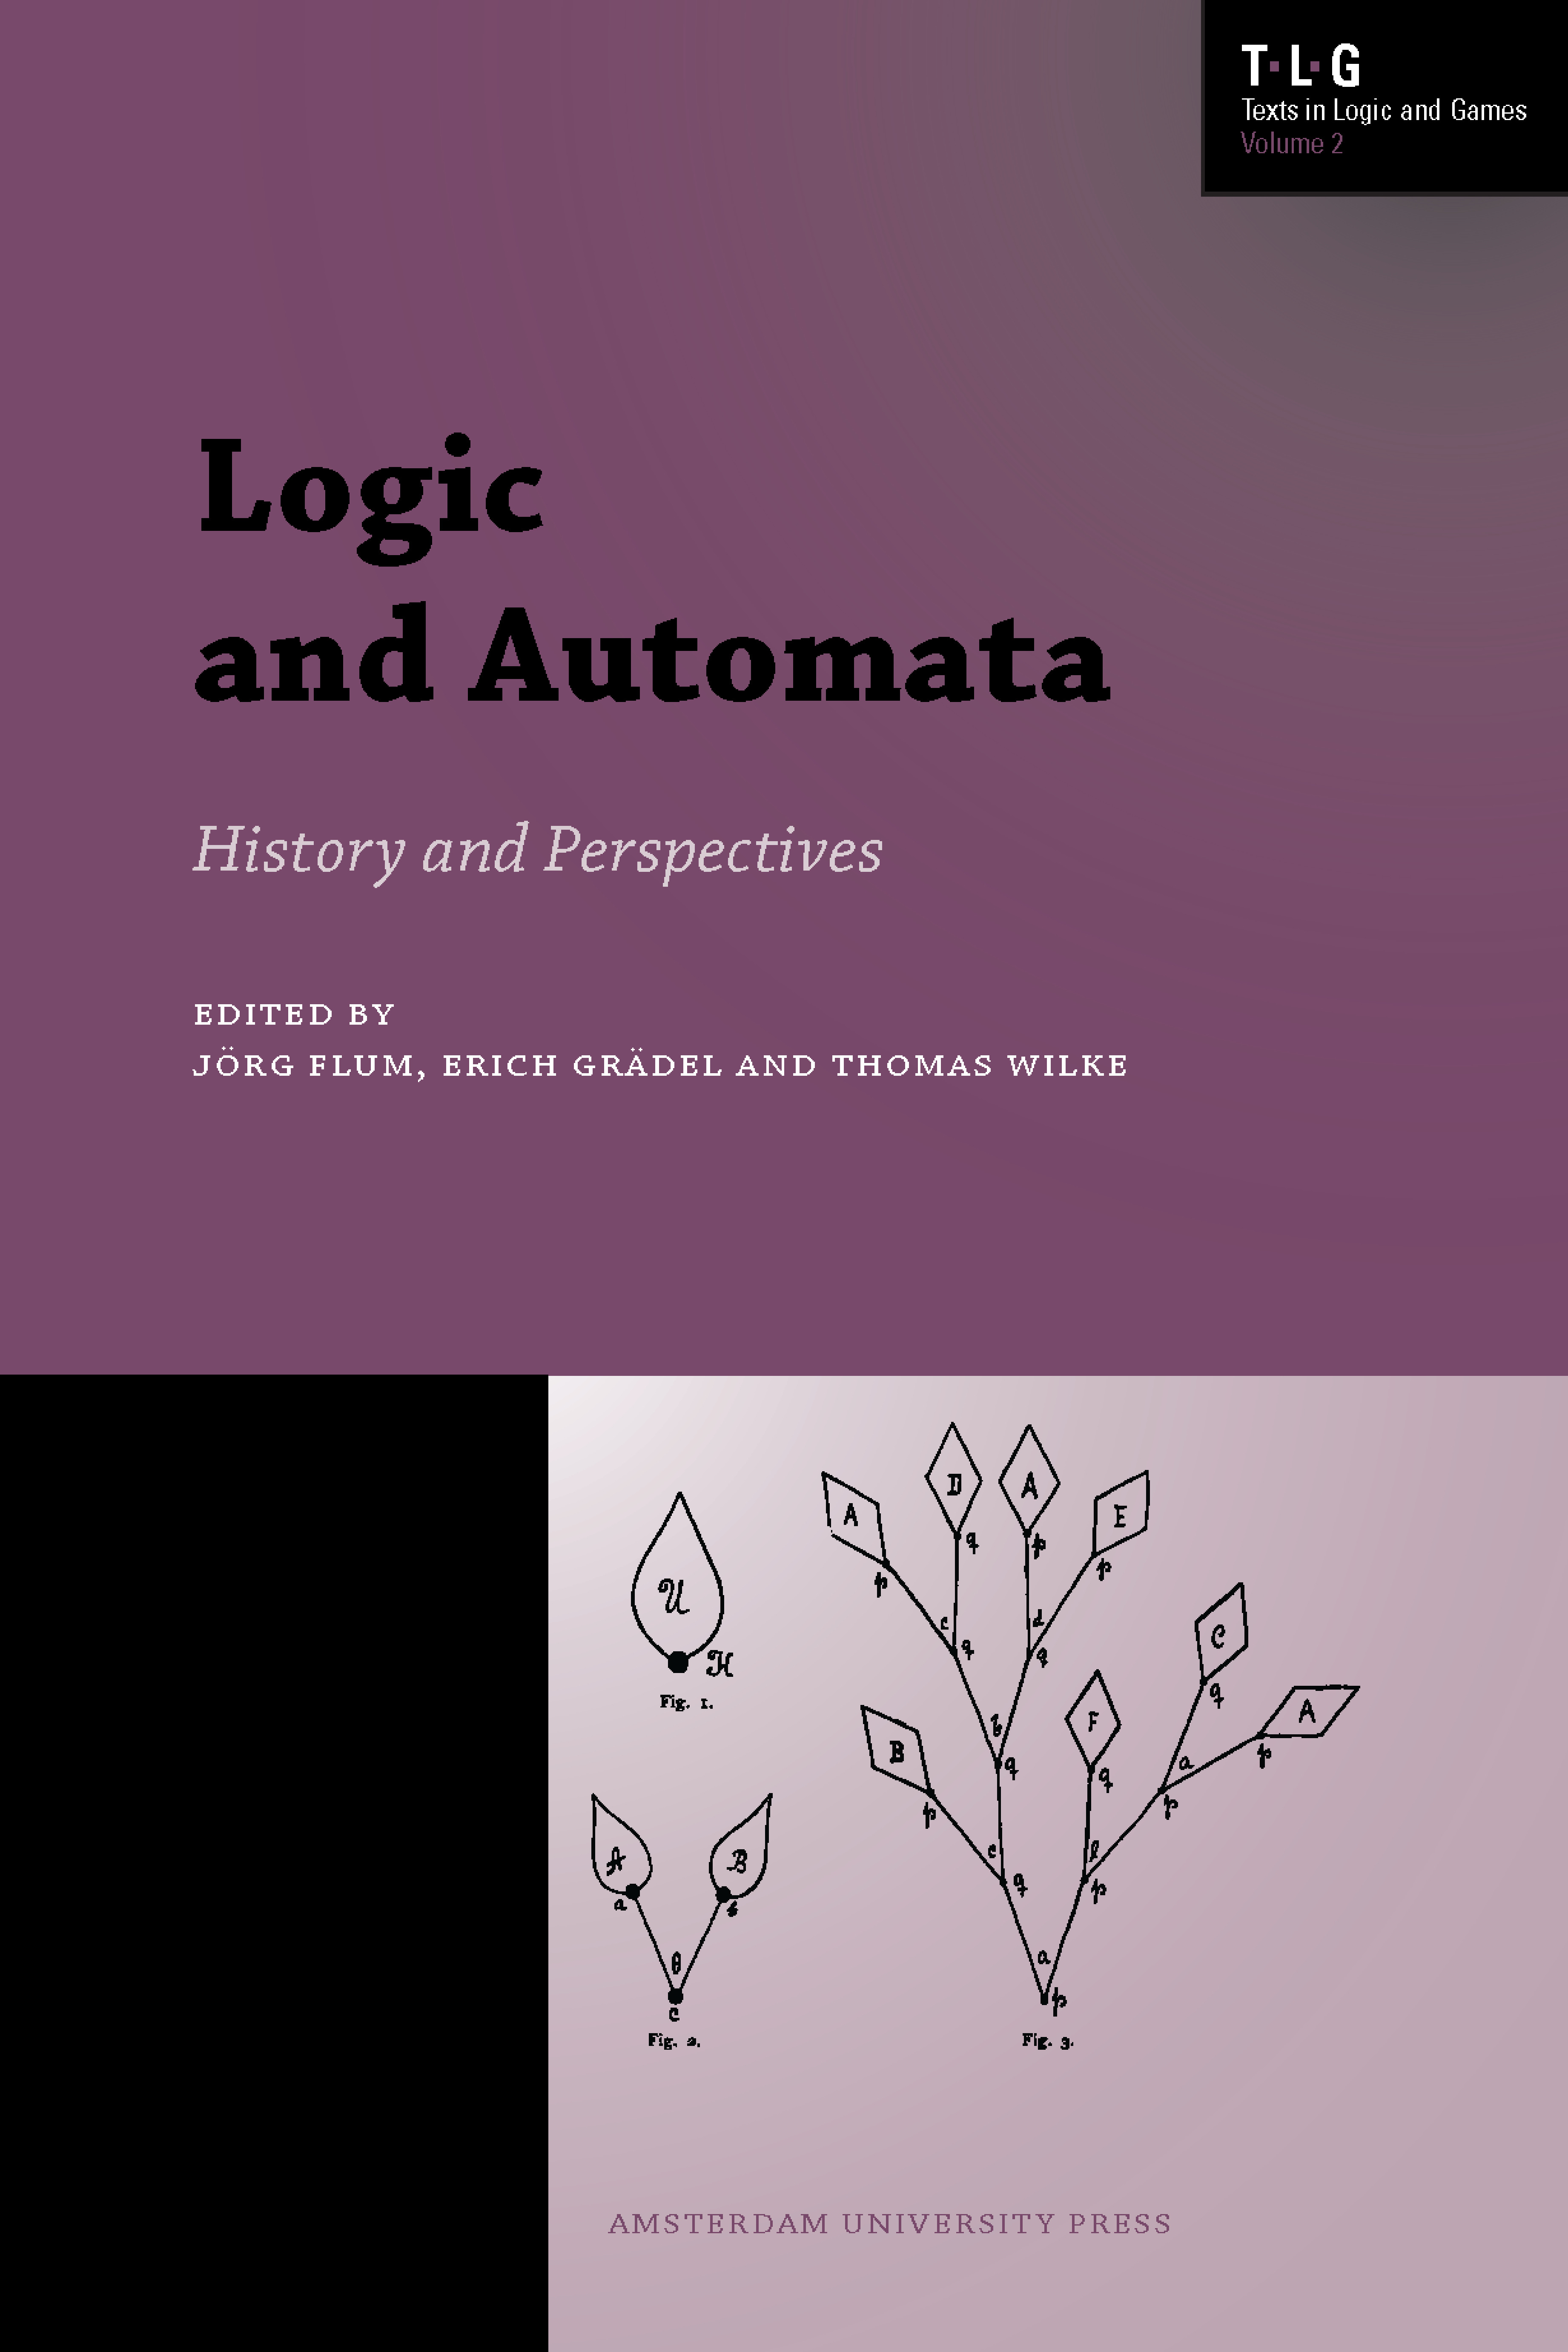 T·L·G
Texts in Logic and Games
Volume 2
Logic
and Automata
History and Perspectives
EDITED BY
JÖRG FLUM, ERICH GRÄDEL AND THOMAS WILKE
U
H
Fig. 1.
A
B
a
b
θ
c
Fig. 2.
D
A
A
E
q
p
p
p
c
d
q
q
C
q
A
b
F
B
q
q
a
p
p
p
c
l
q
p
a
p
Fig. 3.
AMSTERDAM UNIVERSITY PRESS